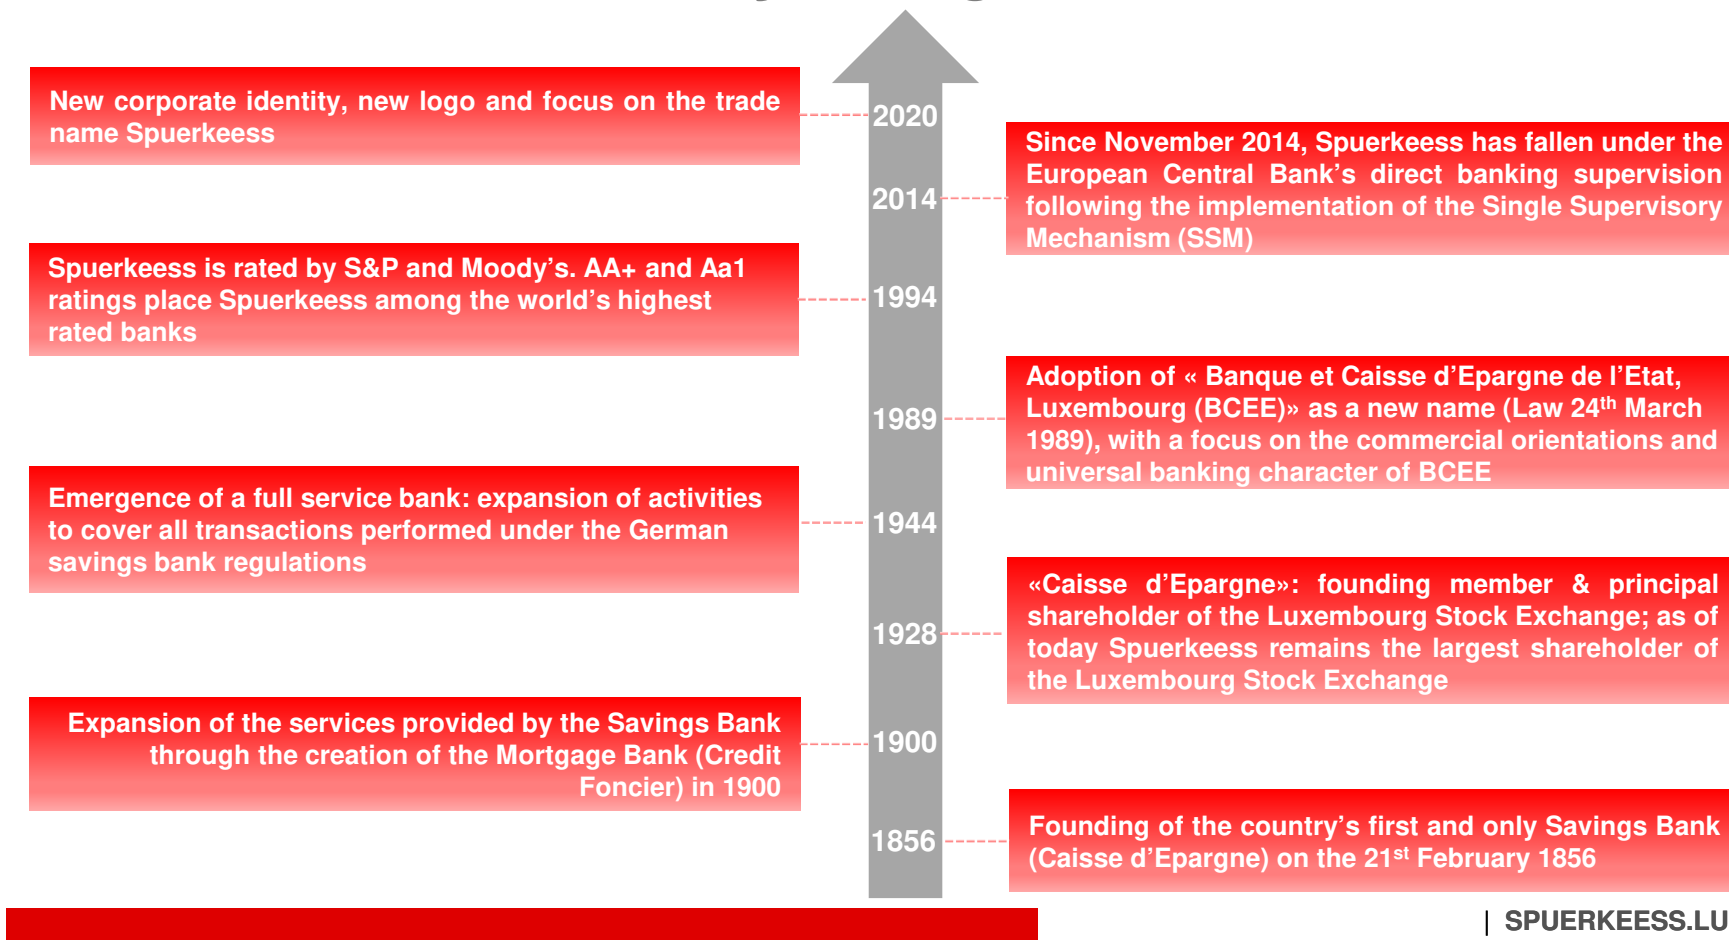 New corporate identity, new logo and focus on the trade
name Spuerkeess
2020
Since November 2014, Spuerkeess has fallen under the
European Central Bank’s direct banking supervision
following the implementation of the Single Supervisory
Mechanism (SSM)
2014
Spuerkeess is rated by S&P and Moody’s. AA+ and Aa1
ratings place Spuerkeess among the world’s highest
rated banks
1994
Adoption of « Banque et Caisse d’Epargne de l’Etat,
Luxembourg (BCEE)» as a new name (Law 24th March
1989), with a focus on the commercial orientations and
universal banking character of BCEE
1989
Emergence of a full service bank: expansion of activities
to cover all transactions performed under the German
savings bank regulations
1944
«Caisse d’Epargne»: founding member & principal
shareholder of the Luxembourg Stock Exchange; as of
today Spuerkeess remains the largest shareholder of
the Luxembourg Stock Exchange
1928
Expansion of the services provided by the Savings Bank
through the creation of the Mortgage Bank (Credit
Foncier) in 1900
1900
Founding of the country’s first and only Savings Bank
(Caisse d’Epargne) on the 21st February 1856
1856
| SPUERKEESS.LU